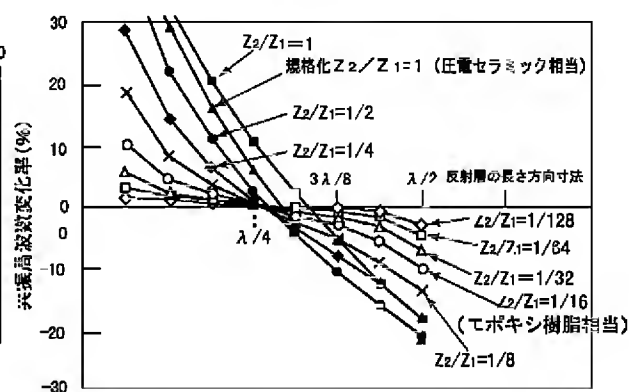 30
20
10
0
0
-10
-20
-30
共振周波数変化率(%)
Z2/Z1=1
規格化Z2/Z1=1 (圧電セラミック相当)
Z2/Z1=1/2
Z2/Z1=1/4
3λ/8
λ/2 反射層の長さ方向寸法
λ/4
Z2/Z1=1/128
Z2/Z1=1/64
Z2/Z1=1/32
Z2/Z1=1/16
(エポキシ樹脂相当)
Z2/Z1=1/8